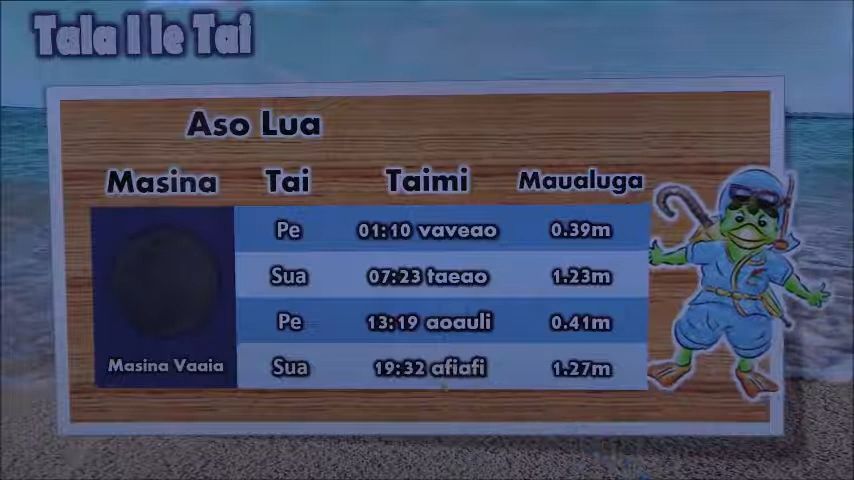 Tala I le Tai
Aso Lua
Masina Tai Taimi Maualuga
Pe 01:10 vaveao 0.39m
Sua 07:23 taeao 1.23m
Pe 13:19 aoauli 0.41m
Sua 19:32 afiafi 1.27m
Masina Vaaia